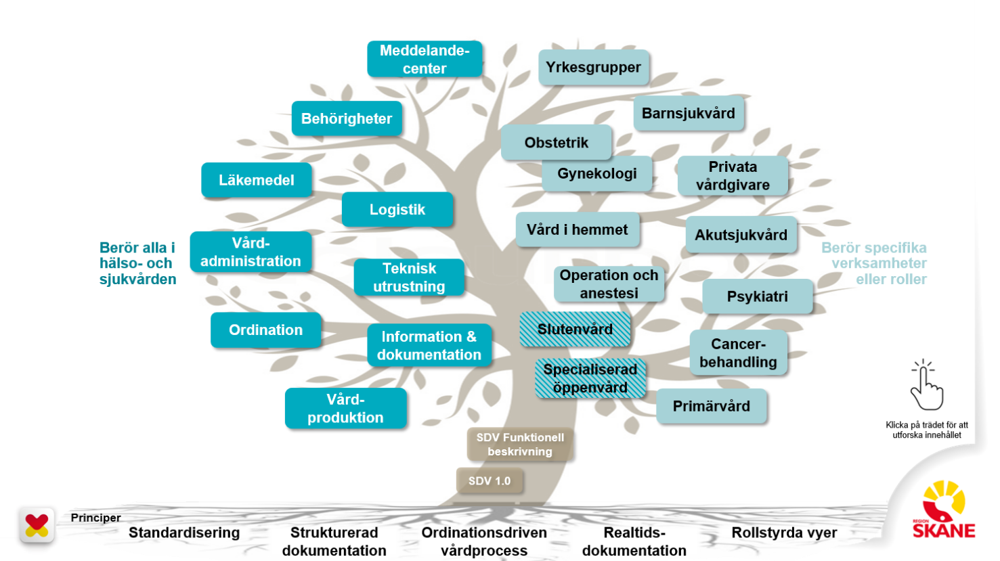 Meddelande-
center
Yrkesgrupper
Behörigheter
Barnsjukvård
Obstetrik
Gynekologi
Privata
vårdgivare
Läkemedel
Logistik
Vård i hemmet
Akutsjukvård
Berör alla i
hälso- och
sjukvården
Vård-
administration
Teknisk
utrustning
Operation och
anestesi
Psykiatri
Berör specifika
verksamheter
eller roller
Ordination
Information &
dokumentation
Slutenvård
Cancer-
behandling
Specialiserad
öppenvård
Vård-
produktion
Primärvård
Klicka på trädet för att
utforska innehållet
SDV Funktionell
beskrivning
SDV 1.0
Principer
Standardisering
Strukturerad
dokumentation
Ordinationsdriven
vårdprocess
Realtids-
dokumentation
Rollstyrda vyer
REGION
SKÅNE